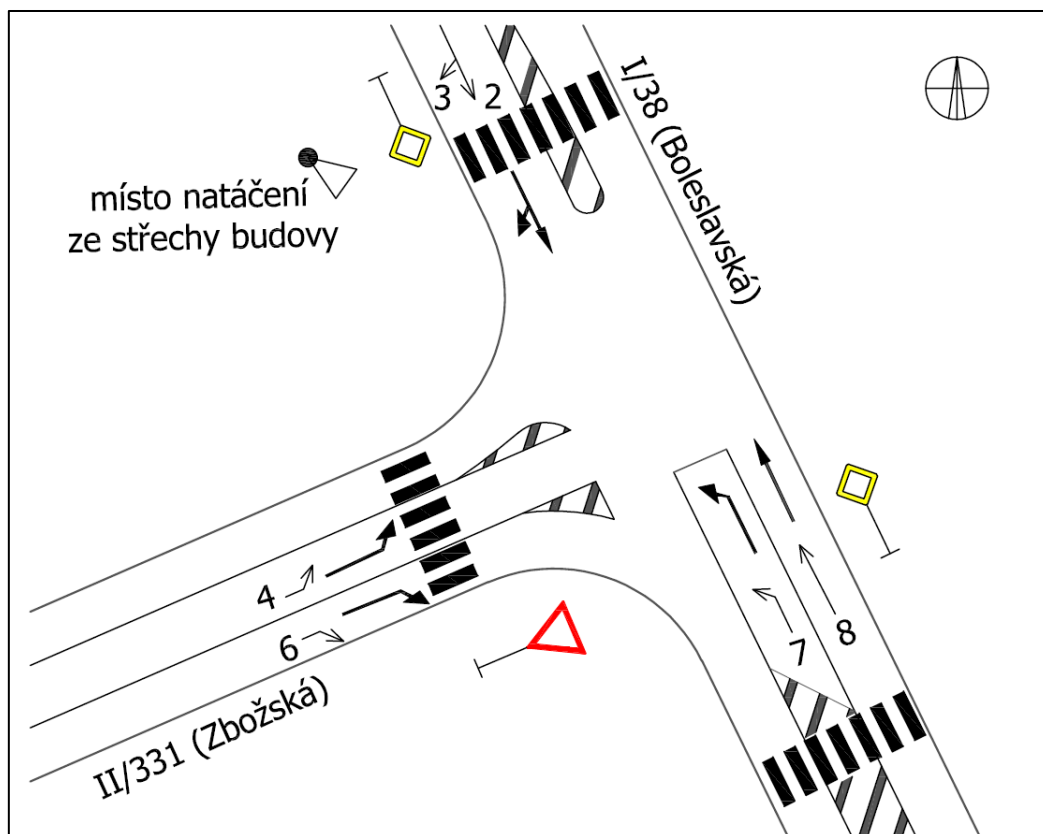 3 2
I/38 (Boleslavská)
místo natáčení
ze střechy budovy
4
6
7
8
II/331 (Zbožská)